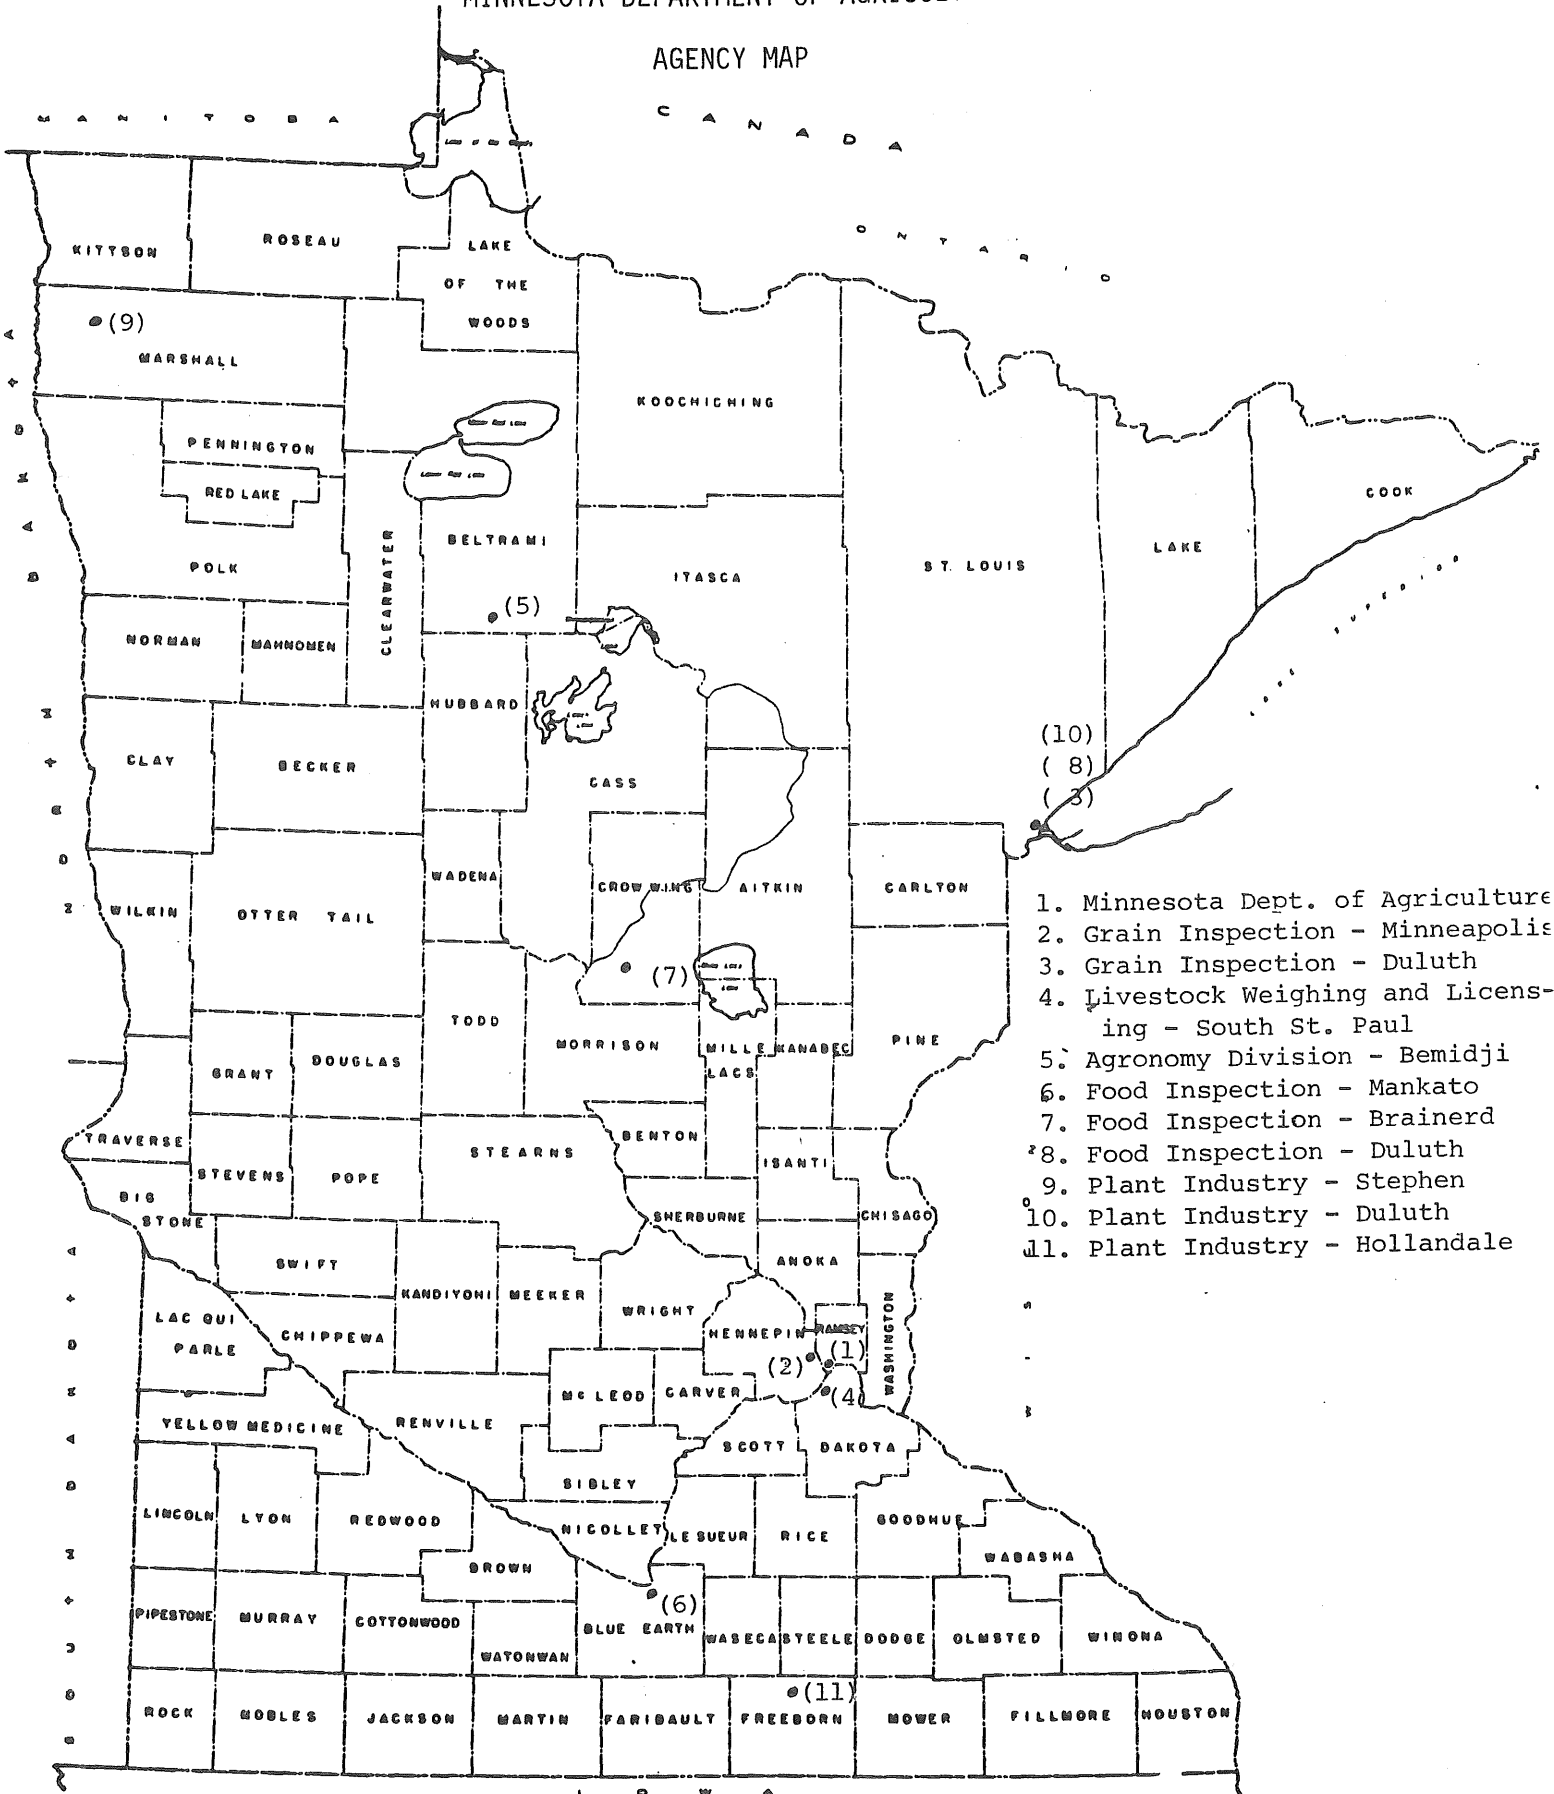 MINNESOTA DEPARTMENT OF
AGENCY MAP
MANITOBA
CANADA
ONTARIO
KITTSON
ROSEAU
LAKE
OF THE
WOODS
(9)
MARSHALL
KOOCHICHING
PENNINGTON
RED LAKE
COOK
BELTRAMI
LAKE
POLK
CLEARWATER
ITASCA
ST. LOUIS
(5)
NORMAN
MAHNOMEN
HUBBARD
(10)
CLAY
BECKER
( 8)
CASS
( 3)
WADENA
CROW WING
AITKIN
CARLTON
WILKIN
OTTER TAIL
(7)
TODD
MORRISON
MILLE
LACS
KANABEC
PINE
GRANT
DOUGLAS
1. Minnesota Dept. of Agriculture
2. Grain Inspection - Minneapolis
3. Grain Inspection - Duluth
4. Livestock Weighing and Licens-
ing - South St. Paul
5. Agronomy Division - Bemidji
6. Food Inspection - Mankato
7. Food Inspection - Brainerd
8. Food Inspection - Duluth
9. Plant Industry - Stephen
10. Plant Industry - Duluth
11. Plant Industry - Hollandale
TRAVERSE
STEVENS
POPE
STEARNS
BENTON
ISANTI
BIG
STONE
SHERBURNE
CHISAGO
SWIFT
KANDIYOHI
MEEKER
WRIGHT
ANOKA
LAC QUI
PARLE
CHIPPEWA
HENNEPIN
RAMSEY
WASHINGTON
(2)
(1)
(4)
MC LEOD
CARVER
YELLOW MEDICINE
RENVILLE
SCOTT
DAKOTA
SIBLEY
LINCOLN
LYON
REDWOOD
NICOLLET
LE SUEUR
RICE
GOODHUE
WABASHA
BROWN
(6)
PIPESTONE
MURRAY
COTTONWOOD
WATONWAN
BLUE EARTH
WASECA
STEELE
DODGE
OLMSTED
WINONA
(11)
ROCK
NOBLES
JACKSON
MARTIN
FARIBAULT
FREEBORN
MOWER
FILLMORE
HOUSTON